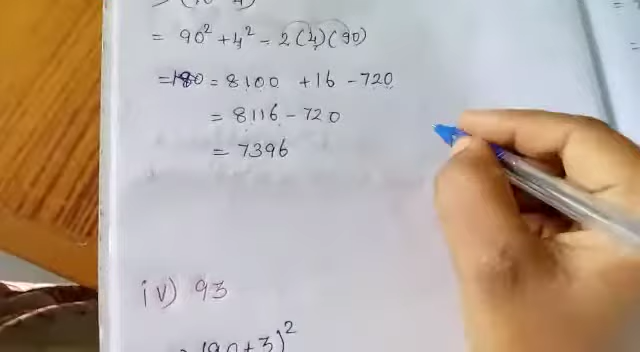 = 90² + 4² - 2(4)(90)
= 8100 + 16 - 720
= 8116 - 720
= 7396
iv) 93
= (90+3)²